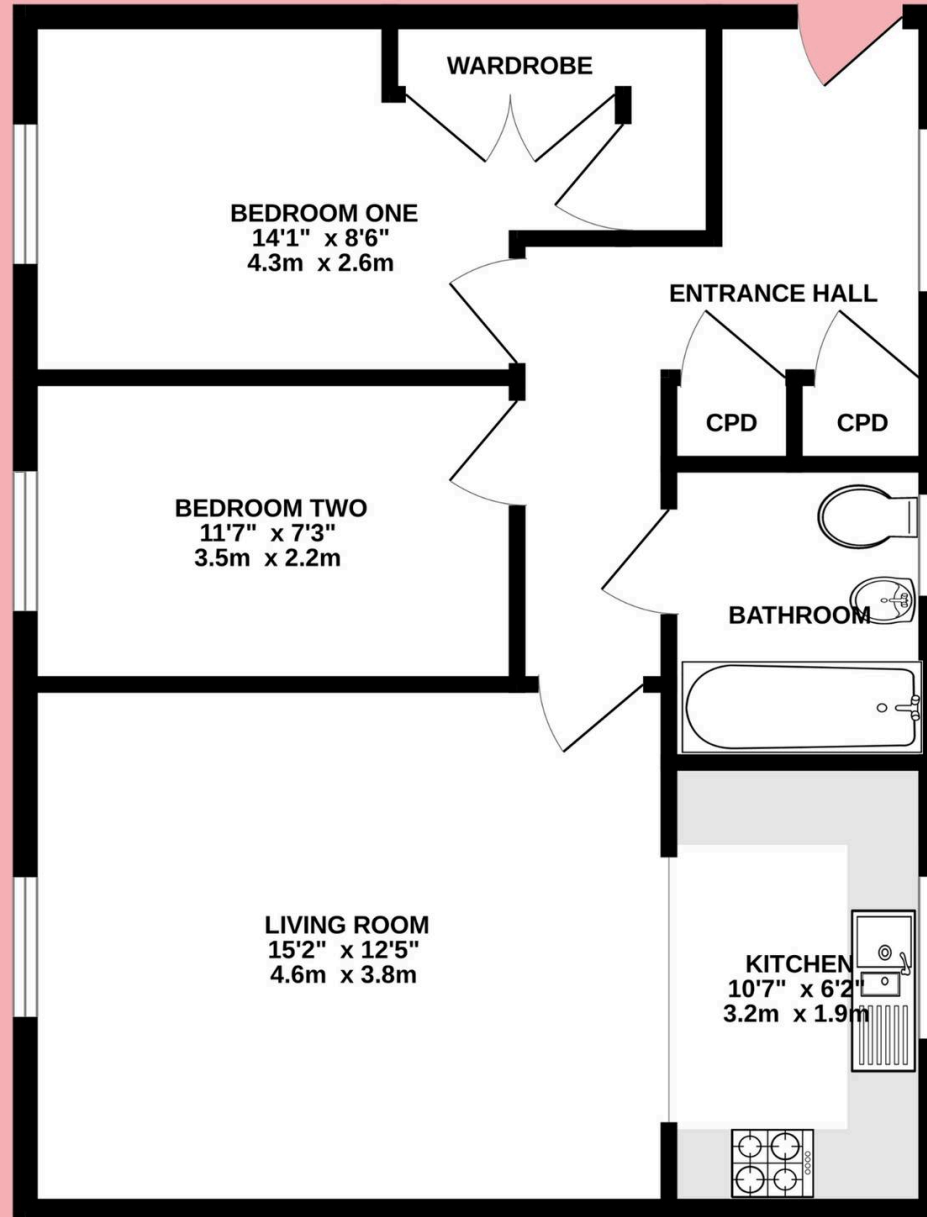 WARDROBE
BEDROOM ONE
14'1" x 8'6"
4.3m x 2.6m
ENTRANCE HALL
CPD
CPD
BEDROOM TWO
11'7" x 7'3"
3.5m x 2.2m
BATHROOM
LIVING ROOM
15'2" x 12'5"
4.6m x 3.8m
KITCHEN
10'7" x 6'2"
3.2m x 1.9m